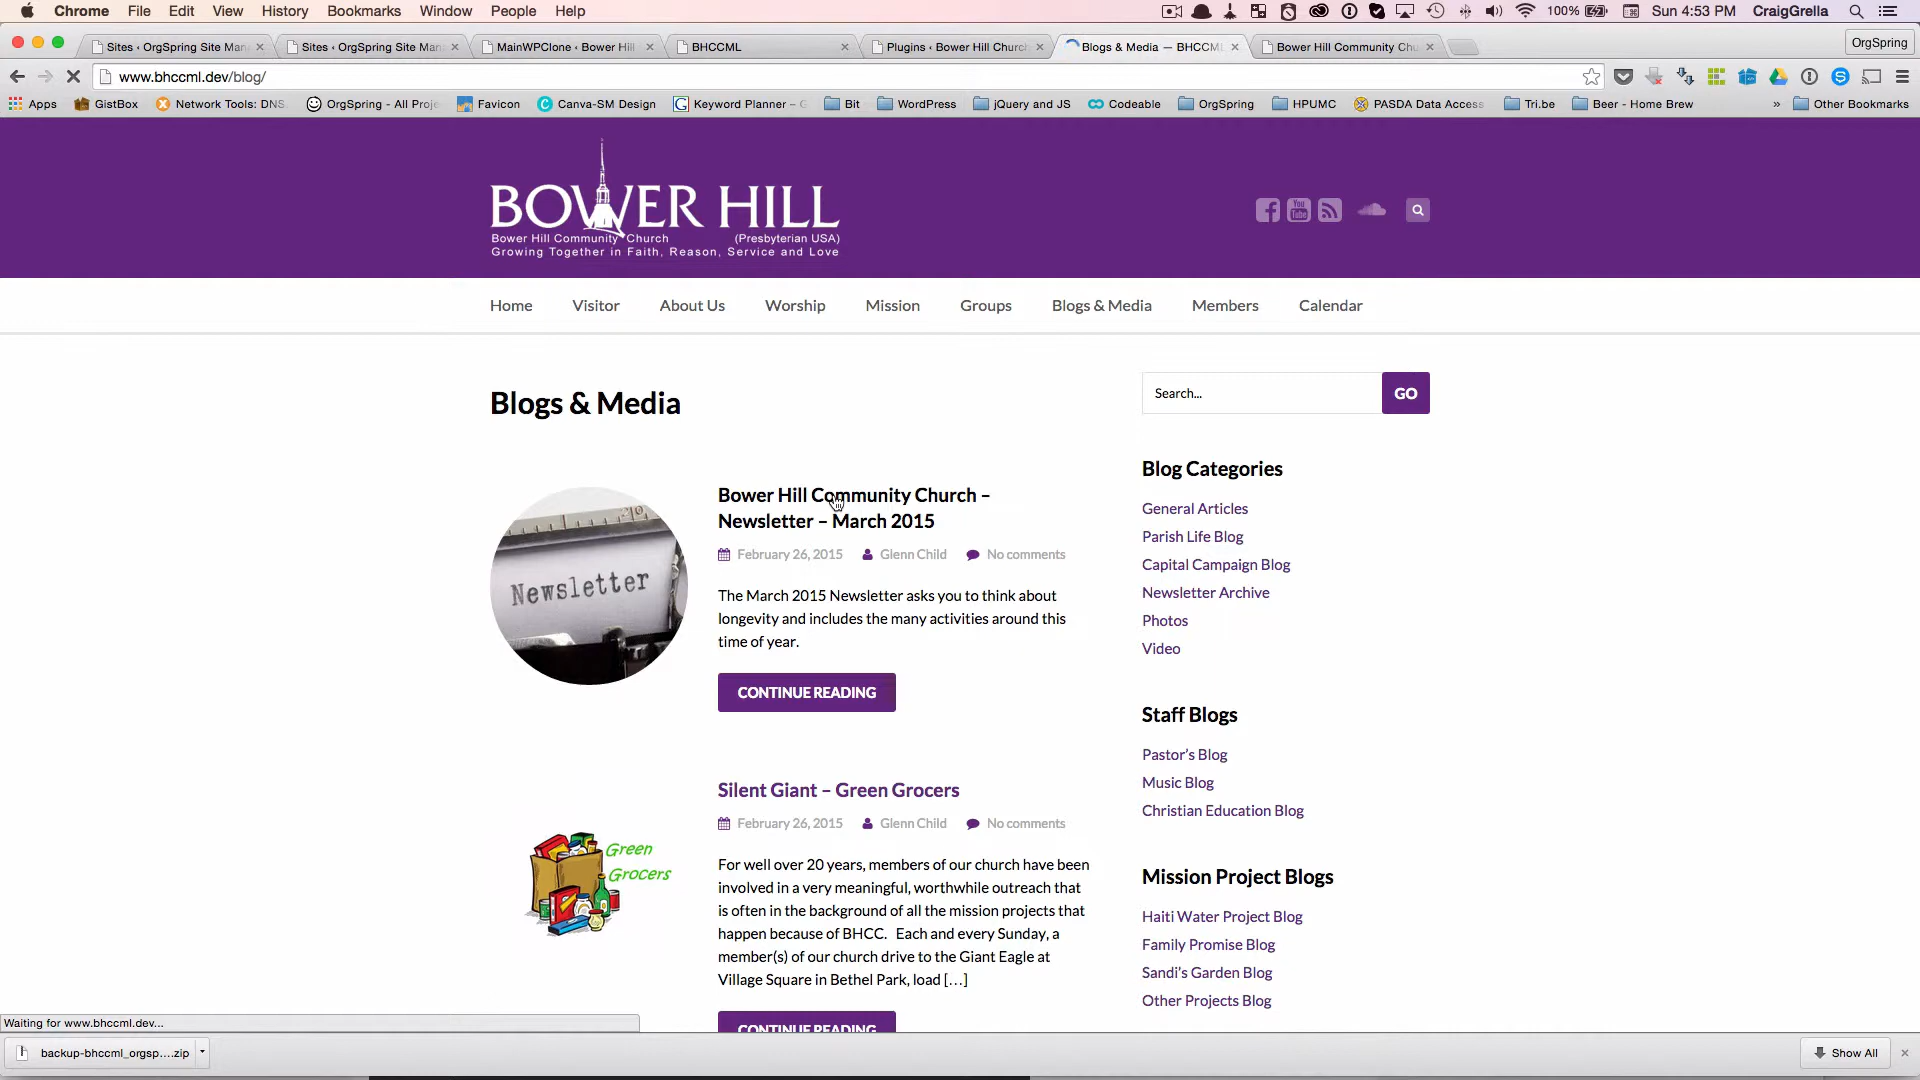 Chrome File Edit View History Bookmarks Window People Help 100% Sun 4:53 PM CraigGrella
Sites ‹ OrgSpring Site Man Sites ‹ OrgSpring Site Man MainWPClone ‹ Bower Hil BHCCML Plugins ‹ Bower Hill Church Blogs & Media — BHCCML Bower Hill Community Chu OrgSpring
www.bhccml.dev/blog/
Apps GistBox Network Tools: DNS, OrgSpring - All Proje Favicon Canva-SM Design Keyword Planner – G Bit WordPress jQuery and JS Codeable OrgSpring HPUMC PASDA Data Access Tri.be Beer - Home Brew » Other Bookmarks
BOWER HILL
Bower Hill Community Church (Presbyterian USA)
Growing Together in Faith, Reason, Service and Love
You Tube
Home Visitor About Us Worship Mission Groups Blogs & Media Members Calendar
Blogs & Media
Search...
GO
Bower Hill Community Church –
Newsletter – March 2015
February 26, 2015 Glenn Child No comments
The March 2015 Newsletter asks you to think about
longevity and includes the many activities around this
time of year.
CONTINUE READING
Newsletter
Silent Giant – Green Grocers
February 26, 2015 Glenn Child No comments
Green
Grocers
For well over 20 years, members of our church have been
involved in a very meaningful, worthwhile outreach that
is often in the background of all the mission projects that
happen because of BHCC. Each and every Sunday, a
member(s) of our church drive to the Giant Eagle at
Village Square in Bethel Park, load […]
CONTINUE READING
Blog Categories
General Articles
Parish Life Blog
Capital Campaign Blog
Newsletter Archive
Photos
Video
Staff Blogs
Pastor's Blog
Music Blog
Christian Education Blog
Mission Project Blogs
Haiti Water Project Blog
Family Promise Blog
Sandi's Garden Blog
Other Projects Blog
Waiting for www.bhccml.dev...
backup-bhccml_orgsp....zip
Show All